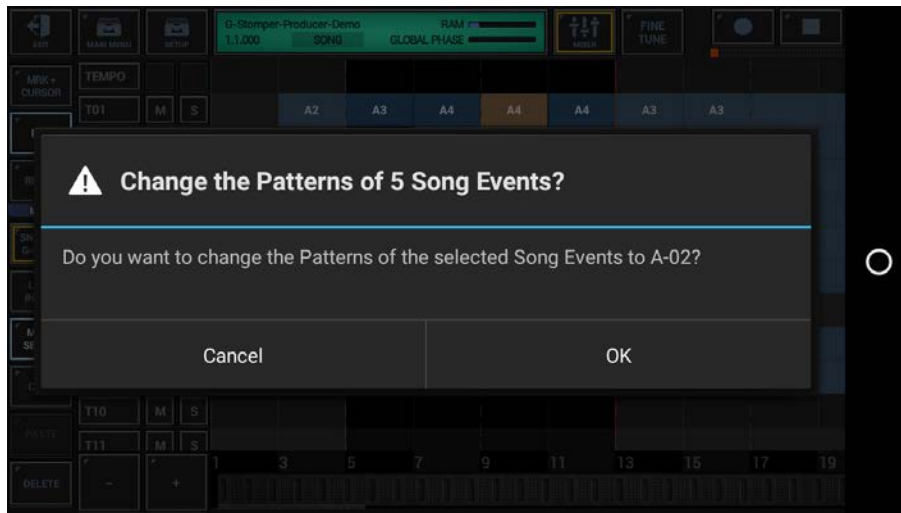 EXIT
MAIN MENU
SETUP
G-Stomper-Producer-Demo RAM
1.1.000 SONG GLOBAL PHASE
MIXER
FINE
TUNE
MRK +
CURSOR
TEMPO
T01 M S A2 A3 A4 A4 A4 A3 A3
Change the Patterns of 5 Song Events?
Do you want to change the Patterns of the selected Song Events to A-02?
Cancel OK
T10 M S
PASTE
T11 M S
1 3 5 7 9 11 13 15 17 19
DELETE - +